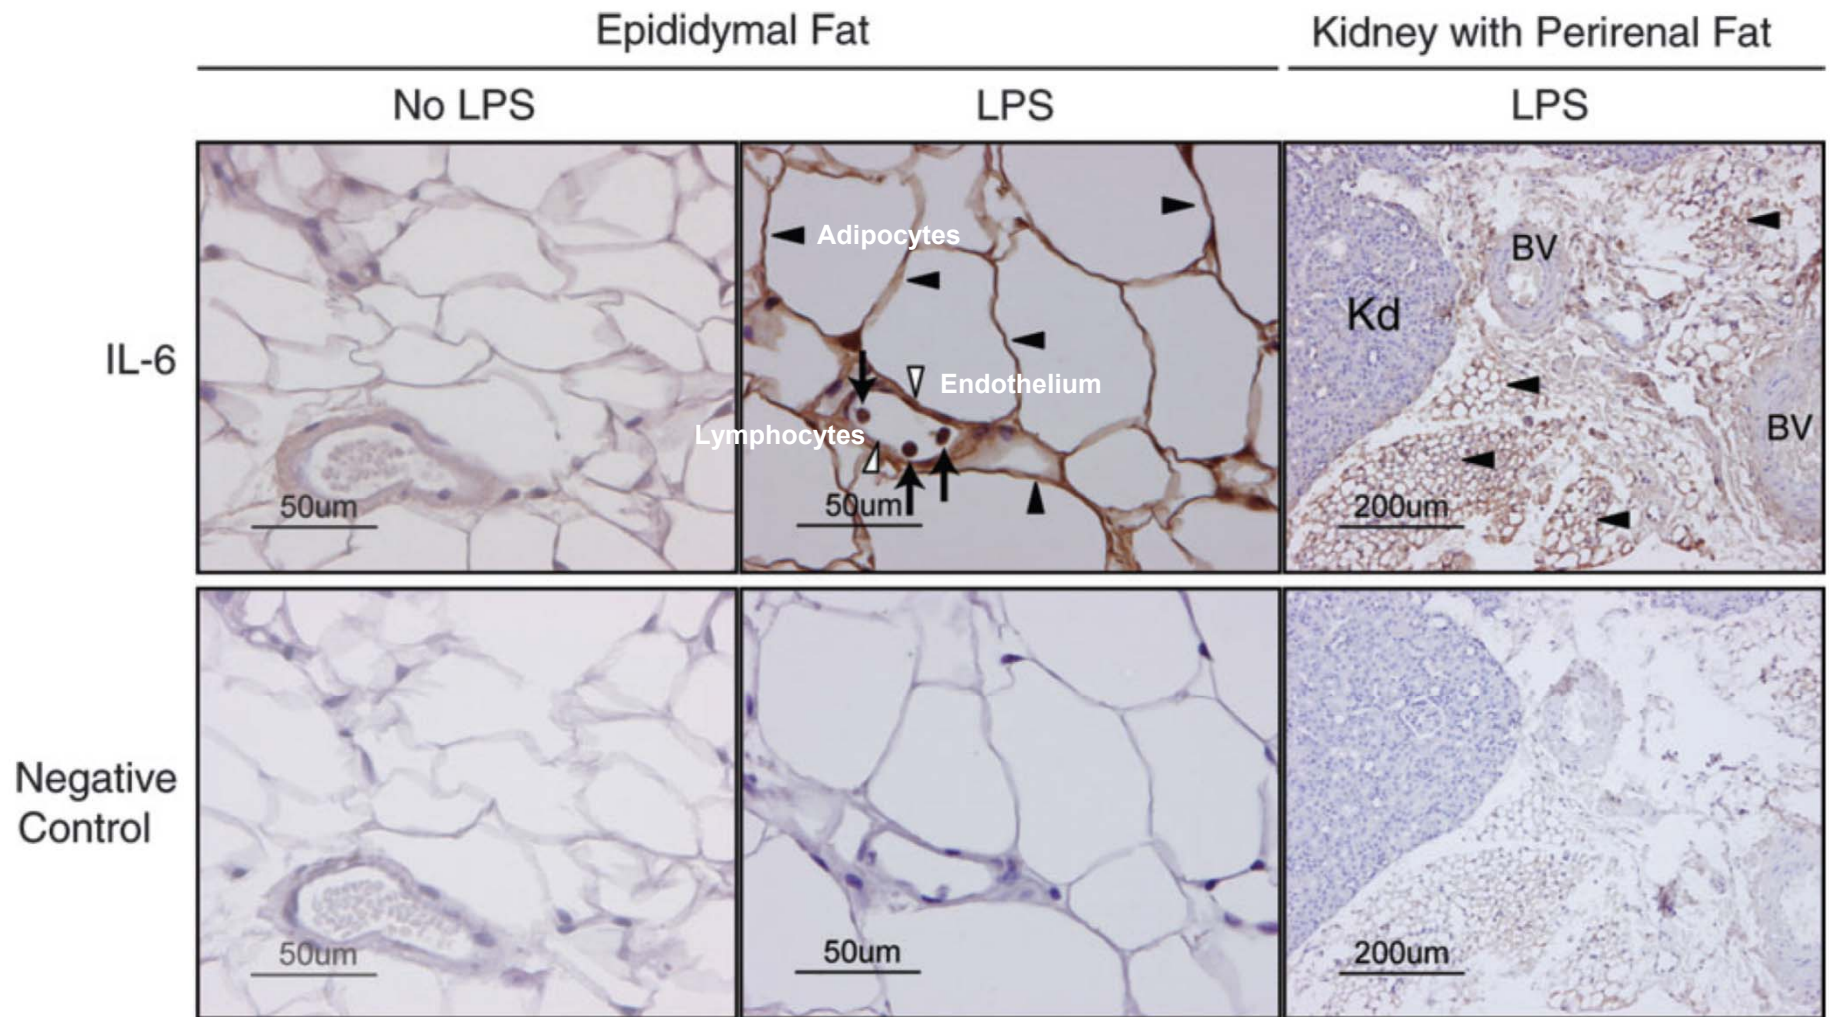 Epididymal Fat
Kidney with Perirenal Fat
No LPS
LPS
LPS
IL-6
Adipocytes
Endothelium
Lymphocytes
50um
50um
Kd
BV
BV
200um
Negative
Control
50um
50um
200um